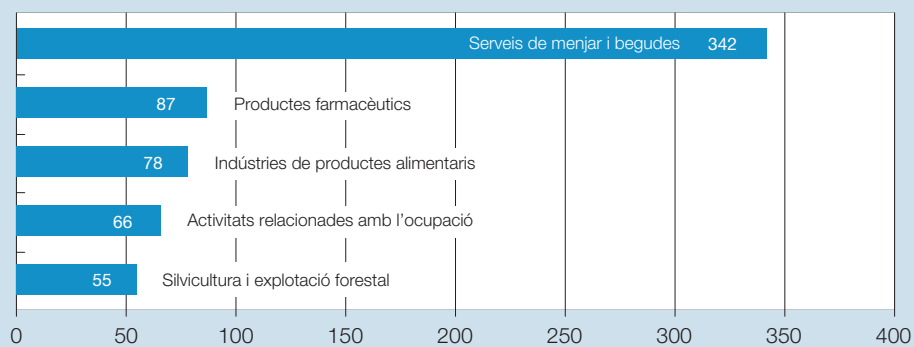 Serveis de menjar i begudes 342
87 Productes farmacèutics
78 Indústries de productes alimentaris
66 Activitats relacionades amb l’ocupació
55 Silvicultura i explotació forestal
0 50 100 150 200 250 300 350 400